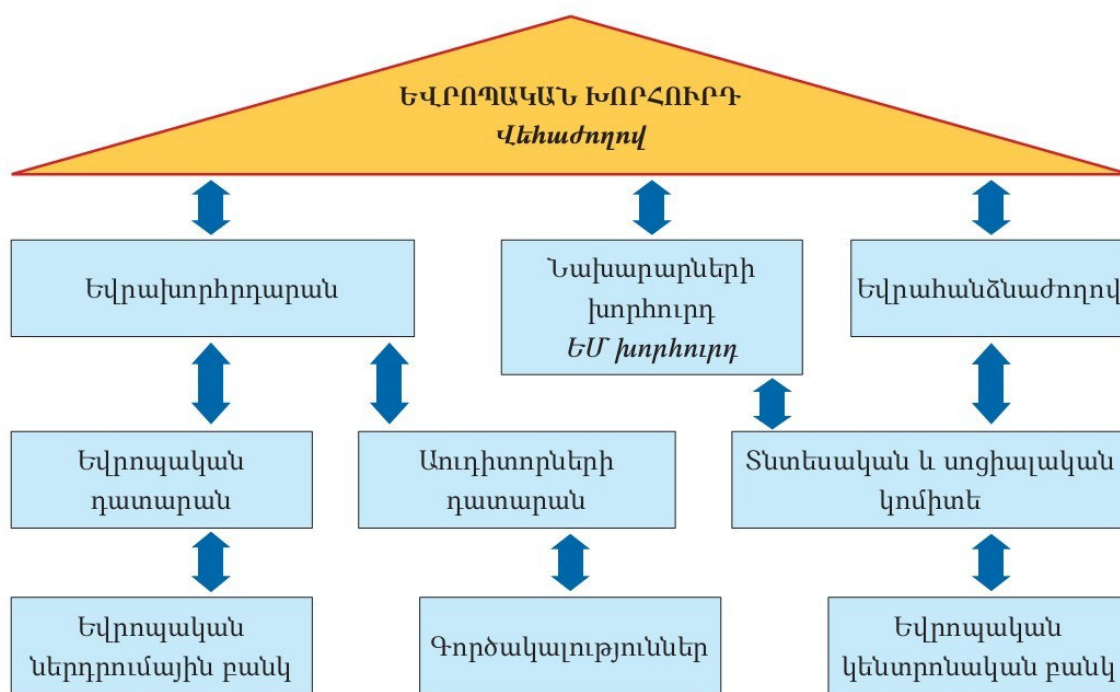 ԵՎՐՈՊԱԿԱՆ ԽՈՐՀՈՒՐԴ
Վեհաժողով
Եվրախորհրդարան
Նախարարների
խորհուրդ
ԵՄ խորհուրդ
Եվրահանձնաժողով
Եվրոպական
դատարան
Աուդիտորների
դատարան
Տնտեսական և սոցիալական
կոմիտե
Եվրոպական
ներդրումային բանկ
Գործակալություններ
Եվրոպական
կենտրոնական բանկ